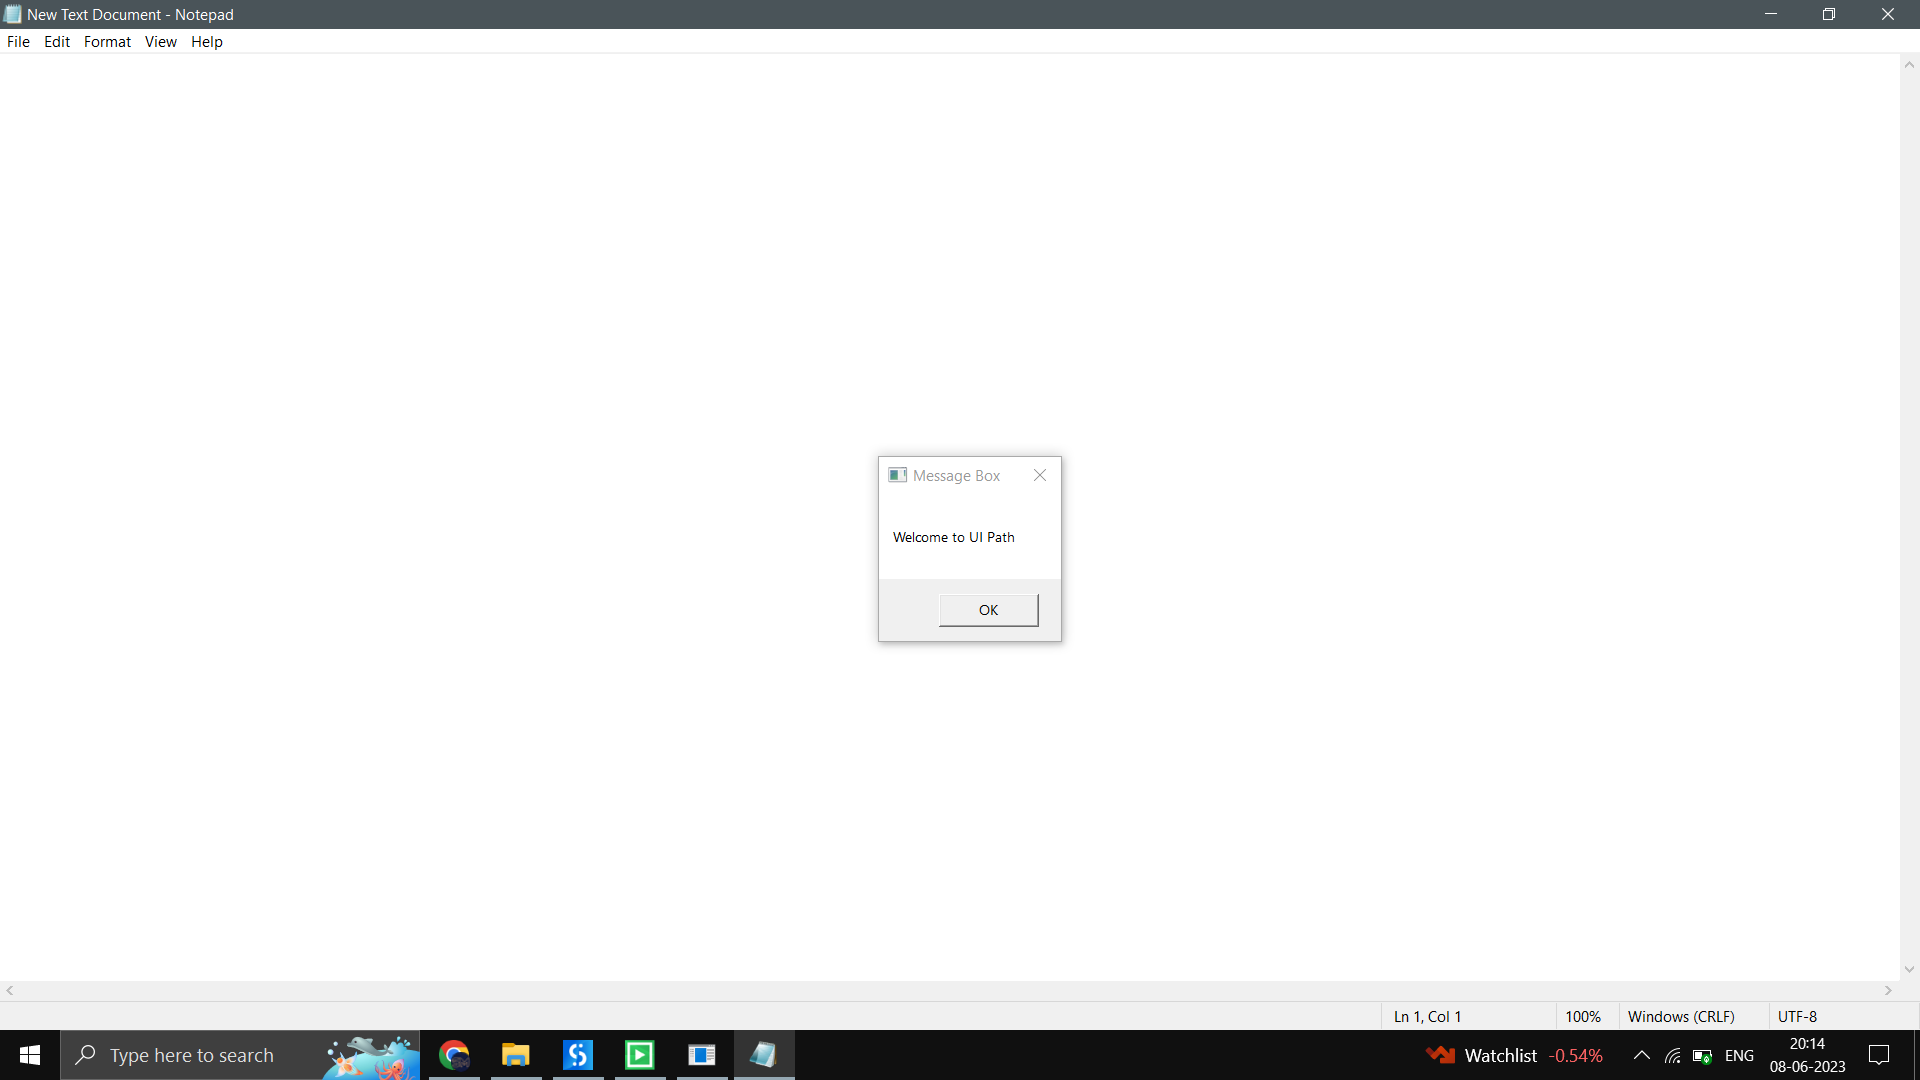 New Text Document - Notepad
File Edit Format View Help
Message Box
Welcome to UI Path
OK
Ln 1, Col 1 100% Windows (CRLF) UTF-8
Type here to search
Watchlist -0.54%
ENG
20:14
08-06-2023